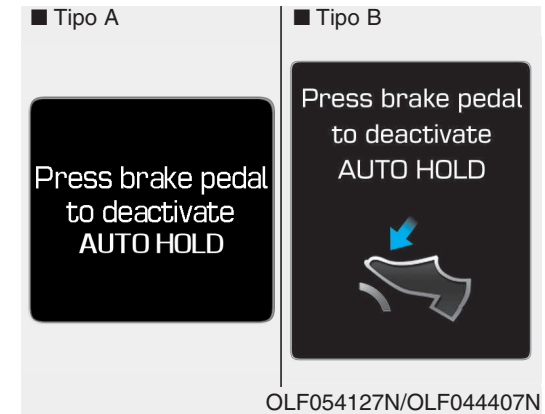 ■ Tipo A
Press brake pedal
to deactivate
AUTO HOLD
■ Tipo B
Press brake pedal
to deactivate
AUTO HOLD
OLF054127N/OLF044407N